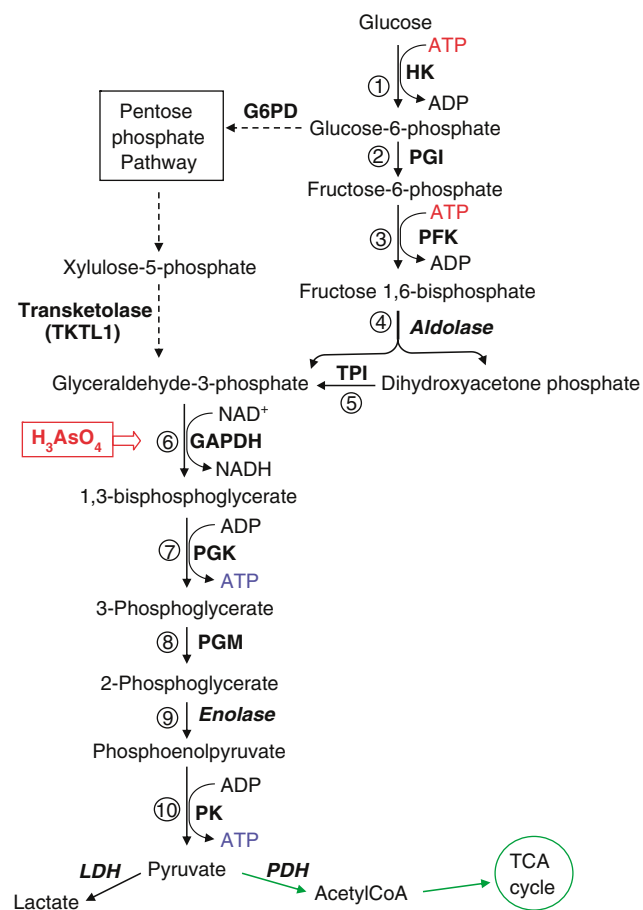 Glucose
ATP
HK
①
ADP
G6PD
Pentose
phosphate
Pathway
Glucose-6-phosphate
② PGI
Fructose-6-phosphate
ATP
③ PFK
ADP
Xylulose-5-phosphate
Fructose 1,6-bisphosphate
Transketolase
(TKTL1)
④ Aldolase
Glyceraldehyde-3-phosphate
TPI
⑤
Dihydroxyacetone phosphate
NAD⁺
H₃AsO₄
⑥ GAPDH
NADH
1,3-bisphosphoglycerate
ADP
⑦ PGK
ATP
3-Phosphoglycerate
⑧ PGM
2-Phosphoglycerate
⑨ Enolase
Phosphoenolpyruvate
ADP
⑩ PK
ATP
LDH
Pyruvate
PDH
TCA
cycle
Lactate
AcetylCoA